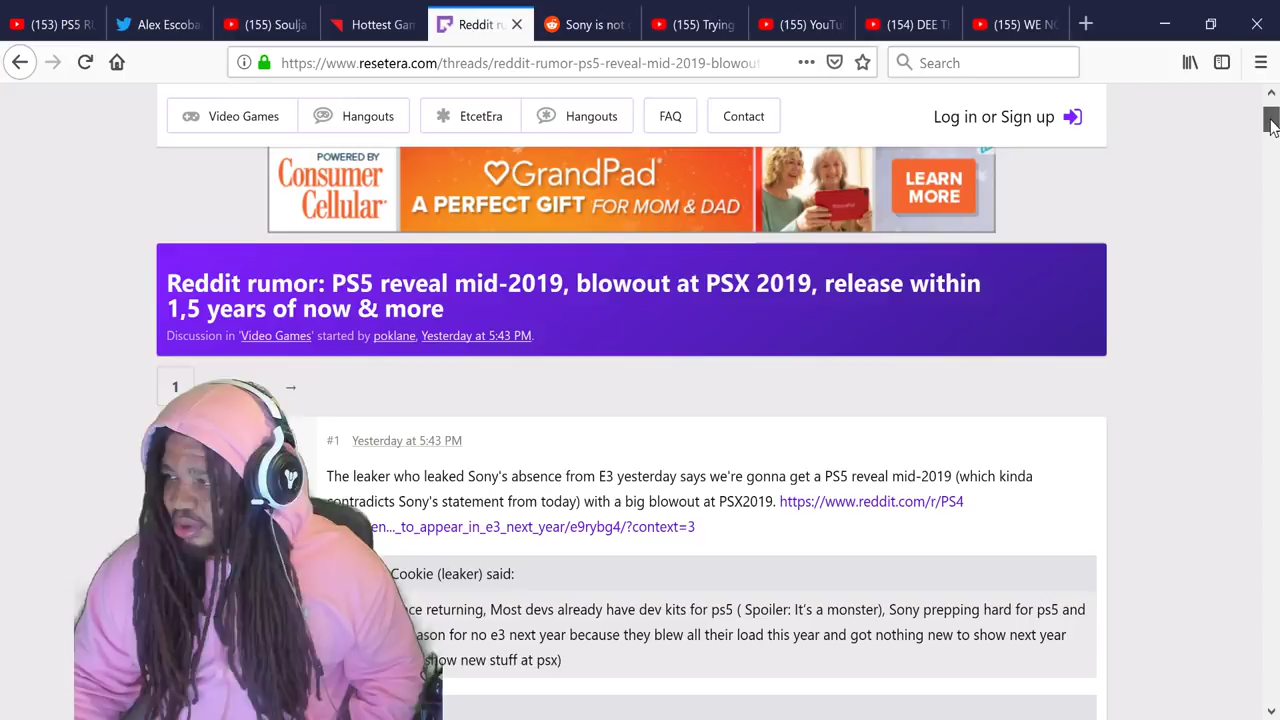 (153) PS5 RU
Alex Escoba
(155) Soulja
Hottest Gam
Reddit ru
Sony is not
(155) Trying
(155) YouTu
(154) DEE T
(155) WE NO
https://www.resetera.com/threads/reddit-rumor-ps5-reveal-mid-2019-blowout
Search
Video Games
Hangouts
EtcetEra
Hangouts
FAQ
Contact
Log in or Sign up
POWERED BY
Consumer
Cellular
GrandPad
A PERFECT GIFT FOR MOM & DAD
LEARN
MORE
Reddit rumor: PS5 reveal mid-2019, blowout at PSX 2019, release within
1,5 years of now & more
Discussion in 'Video Games' started by poklane, Yesterday at 5:43 PM.
1
→
#1 Yesterday at 5:43 PM
The leaker who leaked Sony's absence from E3 yesterday says we're gonna get a PS5 reveal mid-2019 (which kinda
contradicts Sony's statement from today) with a big blowout at PSX2019. https://www.reddit.com/r/PS4
en..._to_appear_in_e3_next_year/e9rybg4/?context=3
Cookie (leaker) said:
ce returning, Most devs already have dev kits for ps5 ( Spoiler: It's a monster), Sony prepping hard for ps5 and
ason for no e3 next year because they blew all their load this year and got nothing new to show next year
show new stuff at psx)